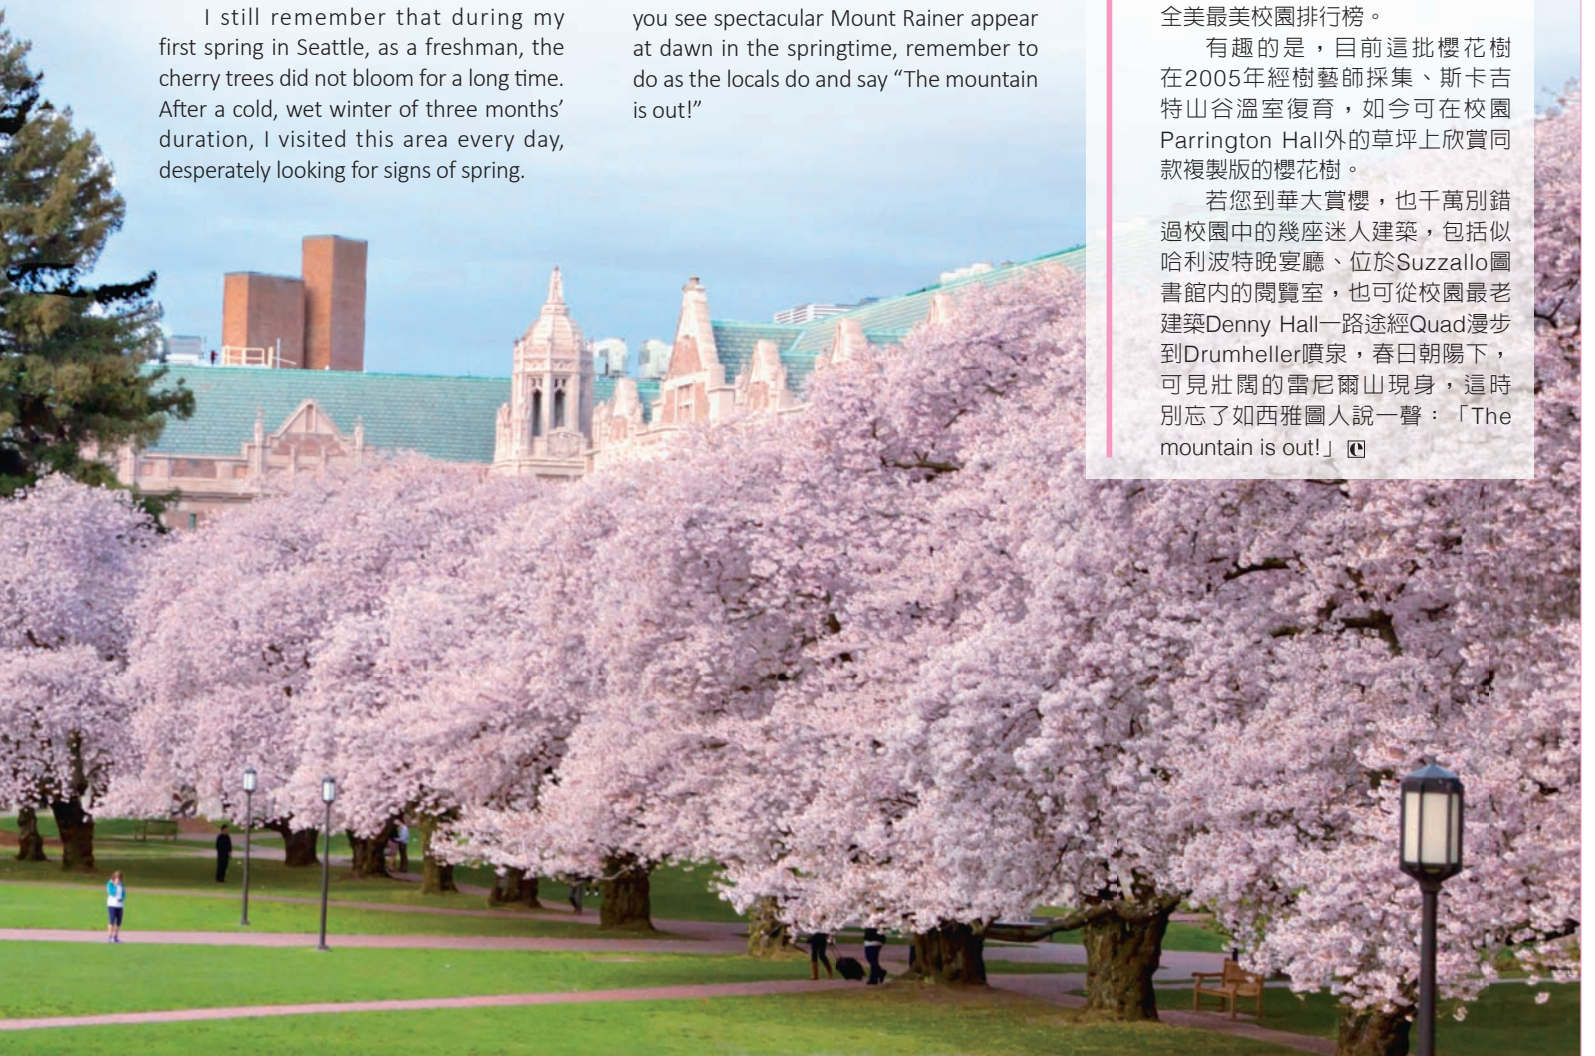 I still remember that during my
first spring in Seattle, as a freshman, the
cherry trees did not bloom for a long time.
After a cold, wet winter of three months’
duration, I visited this area every day,
desperately looking for signs of spring.
you see spectacular Mount Rainer appear
at dawn in the springtime, remember to
do as the locals do and say “The mountain
is out!”
全美最美校園排行榜。
有趣的是，目前這批櫻花樹
在2005年經樹藝師採集、斯卡吉
特山谷溫室復育，如今可在校園
Parrington Hall外的草坪上欣賞同
款複製版的櫻花樹。
若您到華大賞櫻，也千萬別錯
過校園中的幾座迷人建築，包括似
哈利波特晚宴廳、位於Suzzallo圖
書館內的閱覽室，也可從校園最老
建築Denny Hall一路途經Quad漫步
到Drumheller噴泉，春日朝陽下，
可見壯闊的雷尼爾山現身，這時
別忘了如西雅圖人說一聲：「The
mountain is out!」